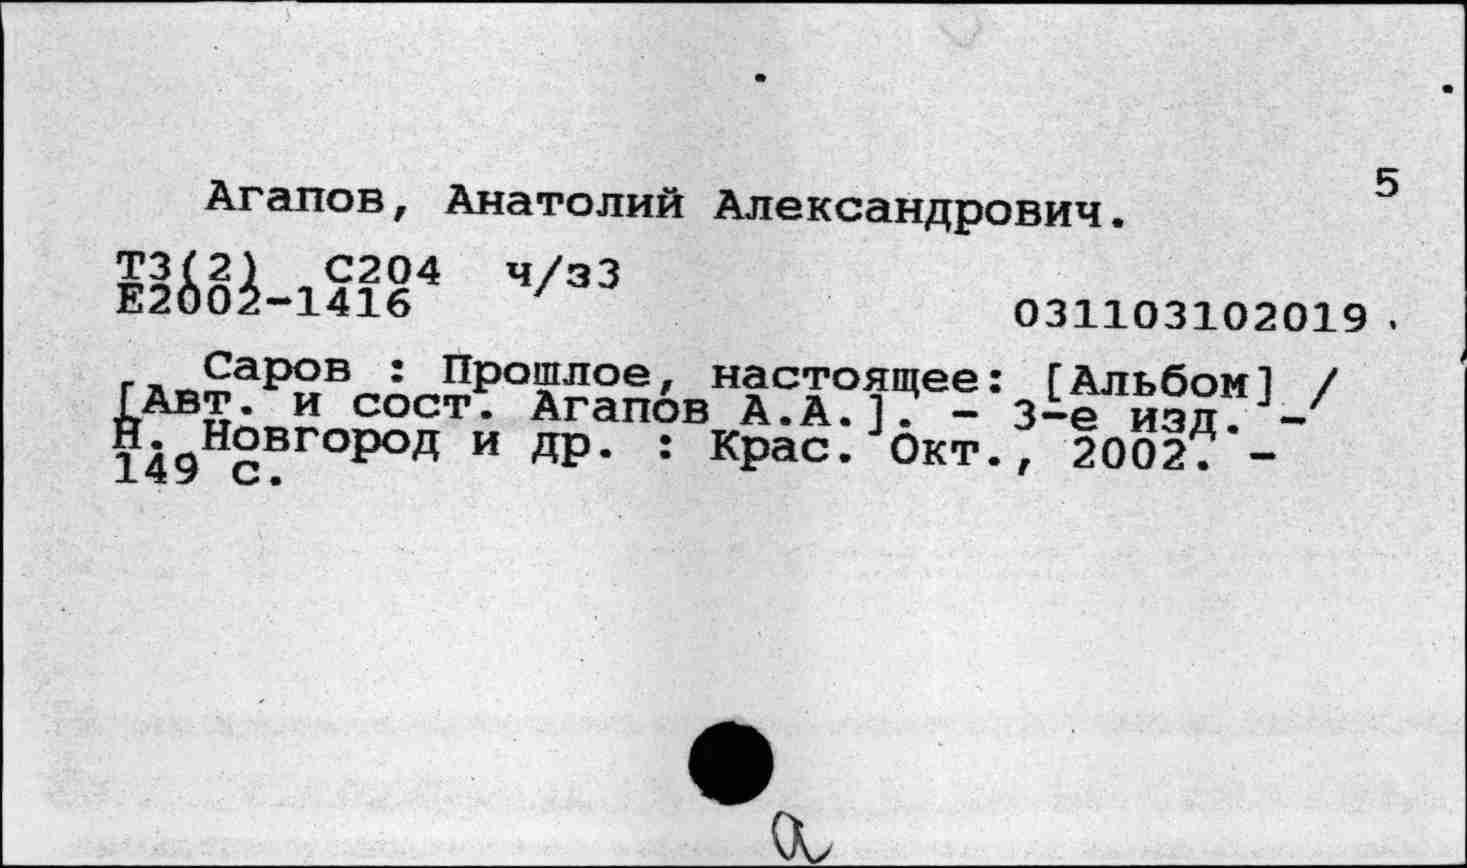 5
Агапов, Анатолий Александрович.
Т3(2) С204 ч/з3
Е2002-1416
031103102019.
Саров : Прошлое, настоящее: [Альбом] /
[Авт. и сост. Агапов А.А.]. - 3-е изд. -
Н. Новгород и др. : Крас. Окт., 2002. -
149 с.
а